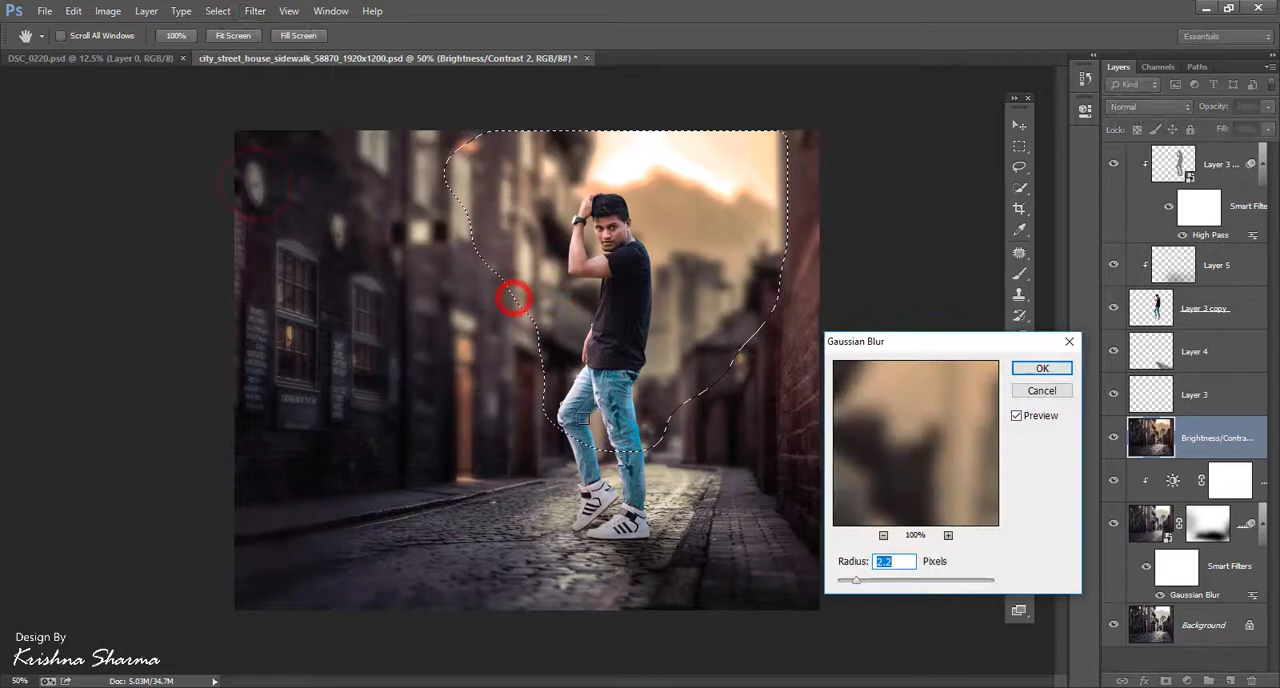 Ps File Edit Image Layer Type Select Filter View Window Help
Scroll All Windows 100% Fit Screen Fill Screen Essentials
DSC_0220.psd @ 12.5% (Layer 0, RGB/8) × city_street_house_sidewalk_58870_1920x1200.psd @ 50% (Brightness/Contrast 2, RGB/8#) * ×
Layers Channels Paths
Kind
Normal Opacity:
Lock: Fill:
Layer 3 ...
Smart Filte
High Pass
Layer 5
Layer 3 copy
Layer 4
Layer 3
Brightness/Contra...
...
Smart Filters
Gaussian Blur
Background
Gaussian Blur
OK
Cancel
Preview
100%
Radius: 2.2 Pixels
Design By
Krishna Sharma
50% Doc: 5.03M/34.7M